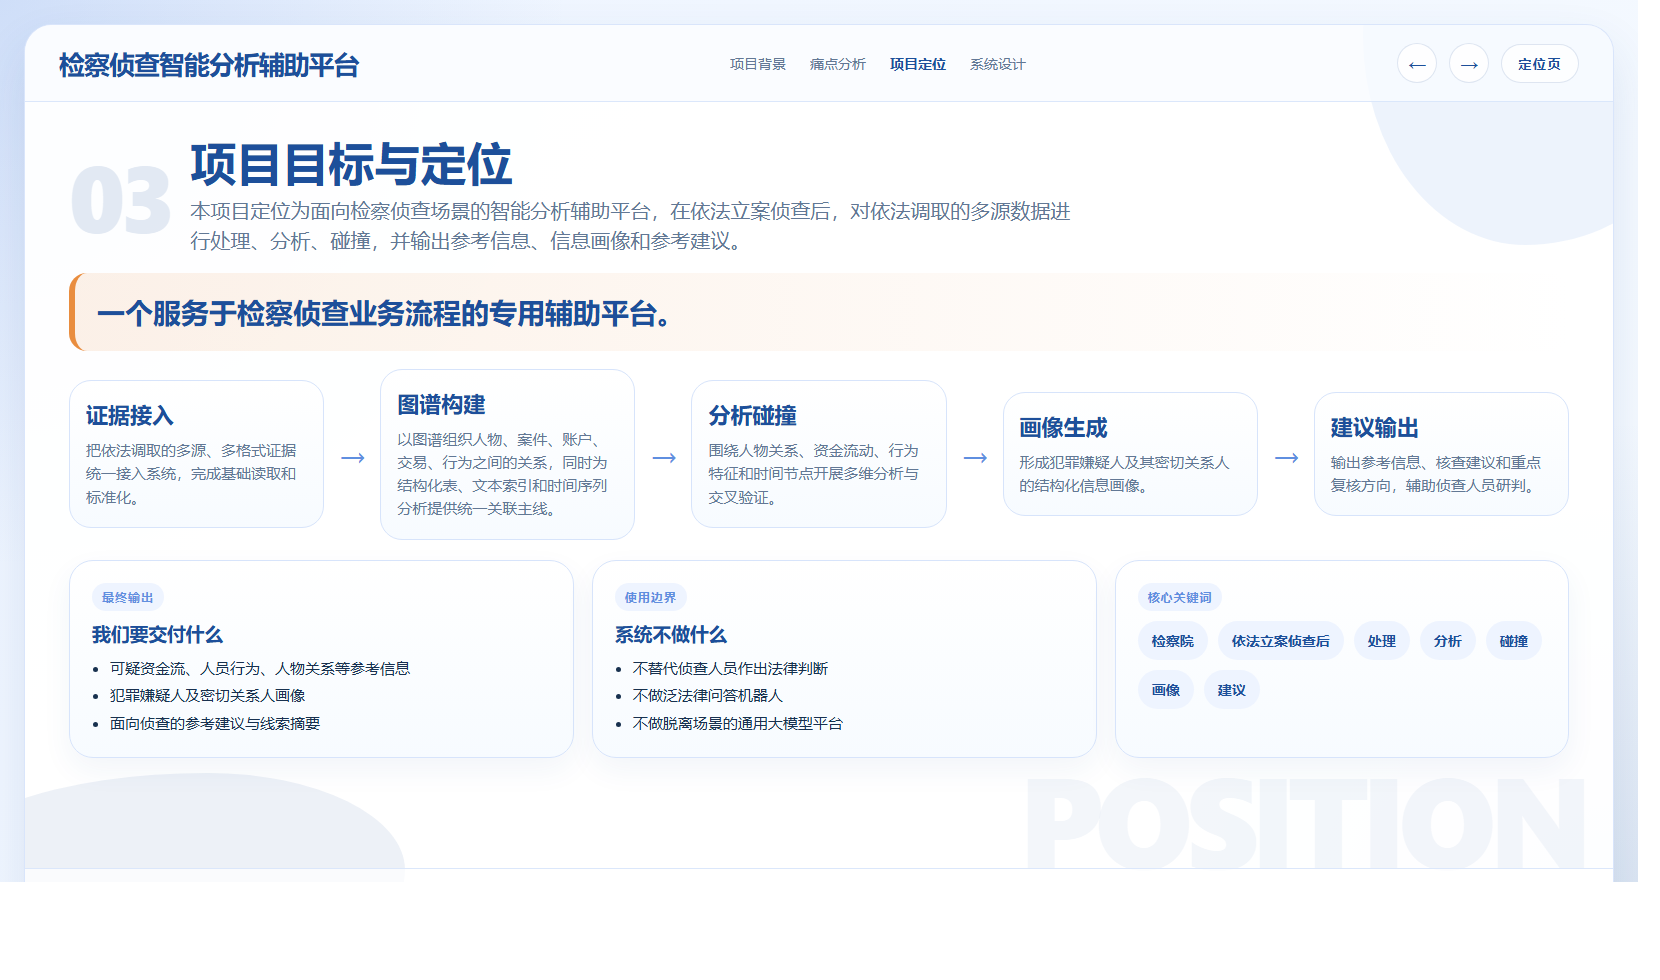 检察侦查智能分析辅助平台
项目背景 痛点分析 项目定位 系统设计
← → 定位页
03
项目目标与定位
本项目定位为面向检察侦查场景的智能分析辅助平台，在依法立案侦查后，对依法调取的多源数据进
行处理、分析、碰撞，并输出参考信息、信息画像和参考建议。
一个服务于检察侦查业务流程的专用辅助平台。
证据接入
把依法调取的多源、多格式证据
统一接入系统，完成基础读取和
标准化。
→
图谱构建
以图谱组织人物、案件、账户、
交易、行为之间的关系，同时为
结构化表、文本索引和时间序列
分析提供统一关联主线。
→
分析碰撞
围绕人物关系、资金流动、行为
特征和时间节点开展多维分析与
交叉验证。
→
画像生成
形成犯罪嫌疑人及其密切关系人
的结构化信息画像。
→
建议输出
输出参考信息、核查建议和重点
复核方向，辅助侦查人员研判。
最终输出
我们要交付什么
• 可疑资金流、人员行为、人物关系等参考信息
• 犯罪嫌疑人及密切关系人画像
• 面向侦查的参考建议与线索摘要
使用边界
系统不做什么
• 不替代侦查人员作出法律判断
• 不做泛法律问答机器人
• 不做脱离场景的通用大模型平台
核心关键词
检察院 依法立案侦查后 处理 分析 碰撞
画像 建议
POSITION